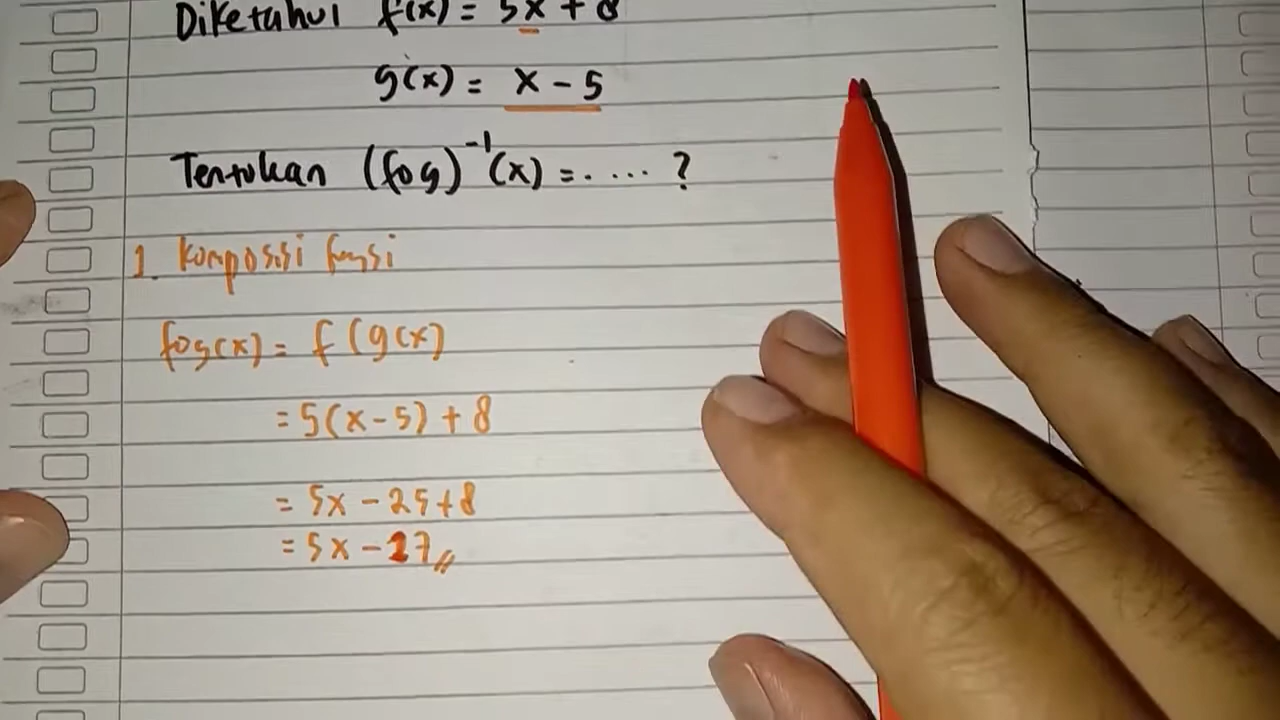 Diketahui f(x) = 5x + 8
g(x) = x - 5
Tentukan (fog)⁻¹(x) = ..... ?
1. Komposisi fungsi
fog(x) = f(g(x)
= 5(x-5) + 8
= 5x - 25 + 8
= 5x - 17